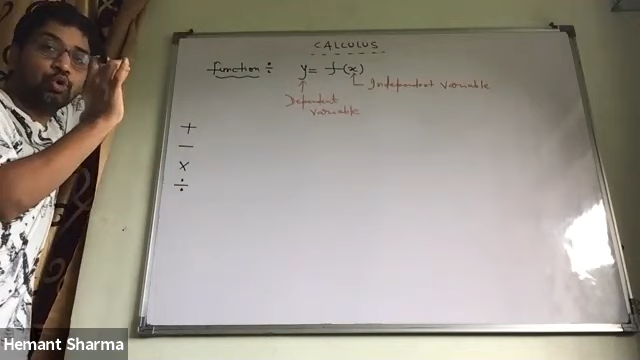 CALCULUS
function ÷ y = f(x)
Independent variable
Dependent
variable
+
−
×
÷
Hemant Sharma